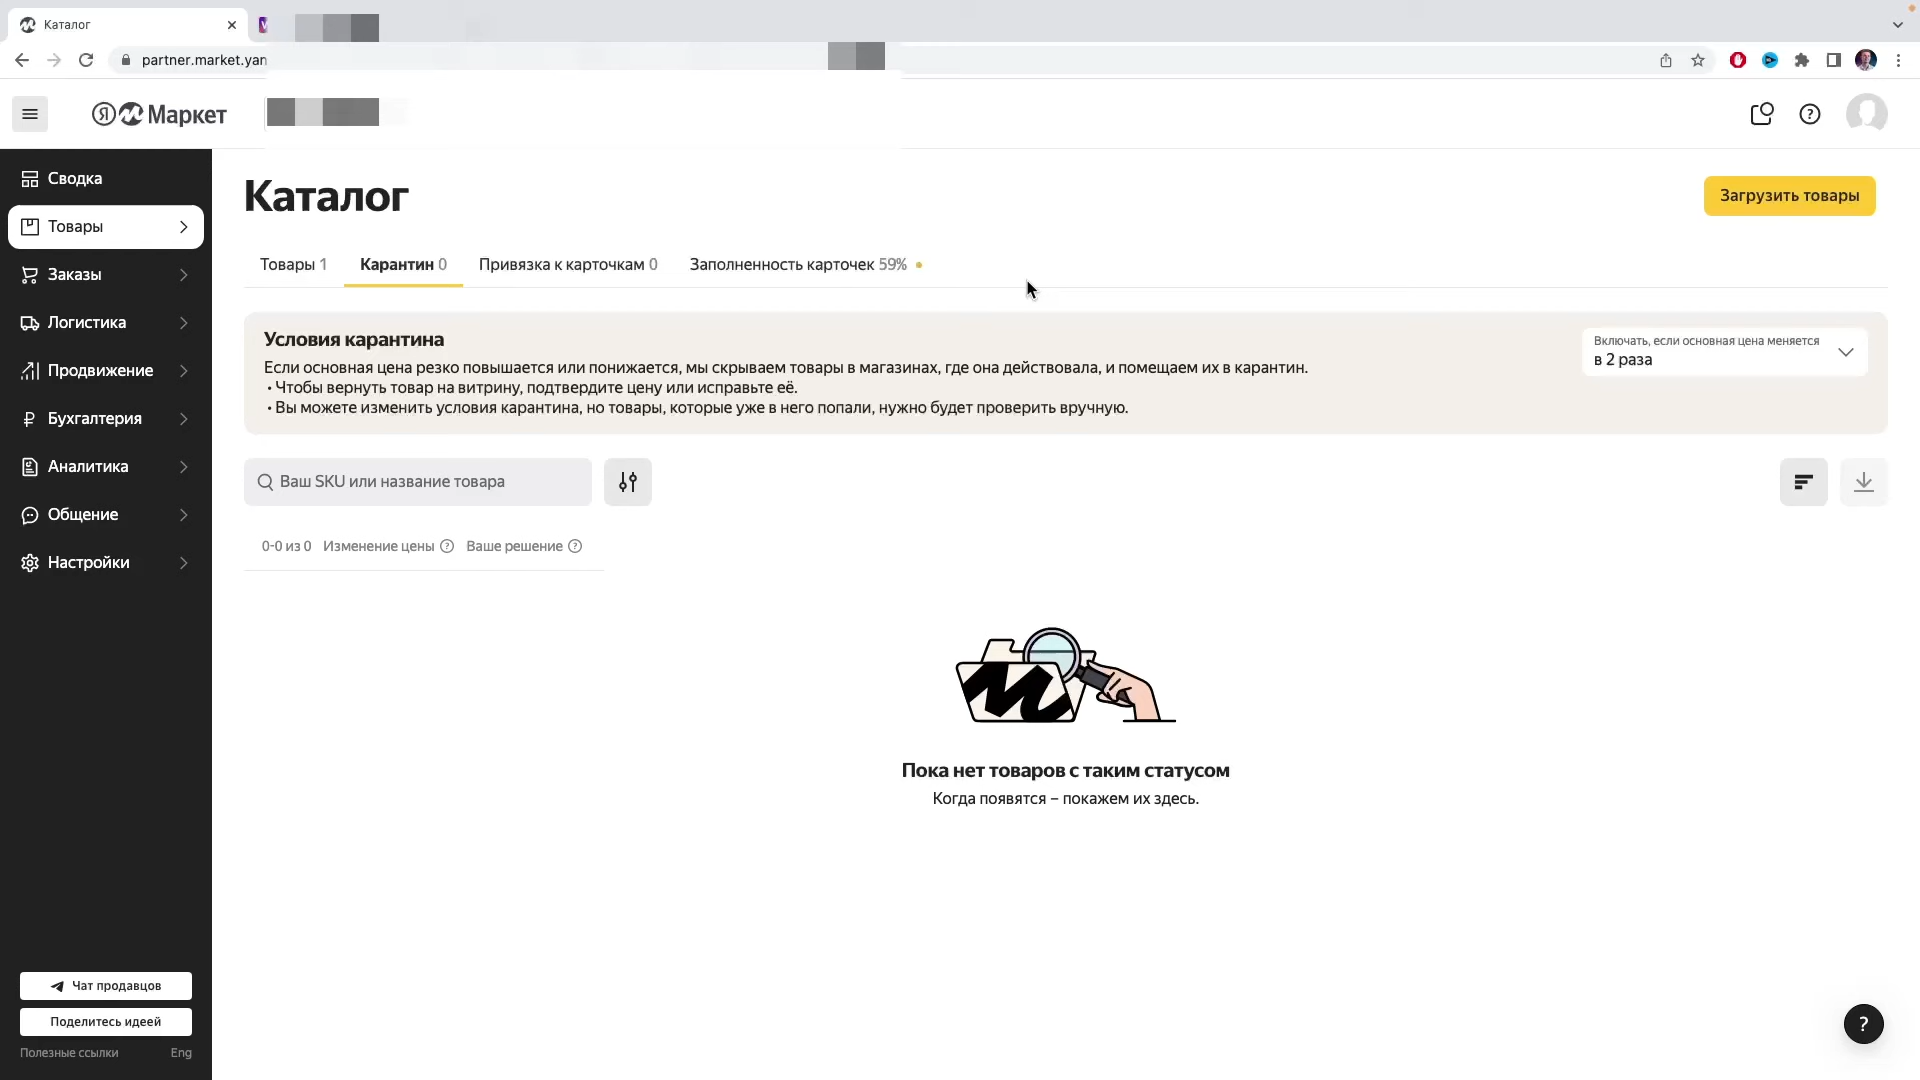 Каталог
partner.market.yan
Маркет
Сводка
Товары
Заказы
Логистика
Продвижение
Бухгалтерия
Аналитика
Общение
Настройки
Чат продавцов
Поделитесь идеей
Полезные ссылки Eng
Каталог
Загрузить товары
Товары 1 Карантин 0 Привязка к карточкам 0 Заполненность карточек 59%
Условия карантина
Если основная цена резко повышается или понижается, мы скрываем товары в магазинах, где она действовала, и помещаем их в карантин.
• Чтобы вернуть товар на витрину, подтвердите цену или исправьте её.
• Вы можете изменить условия карантина, но товары, которые уже в него попали, нужно будет проверить вручную.
Включать, если основная цена меняется
в 2 раза
Ваш SKU или название товара
0-0 из 0 Изменение цены ? Ваше решение ?
Пока нет товаров с таким статусом
Когда появятся – покажем их здесь.
?